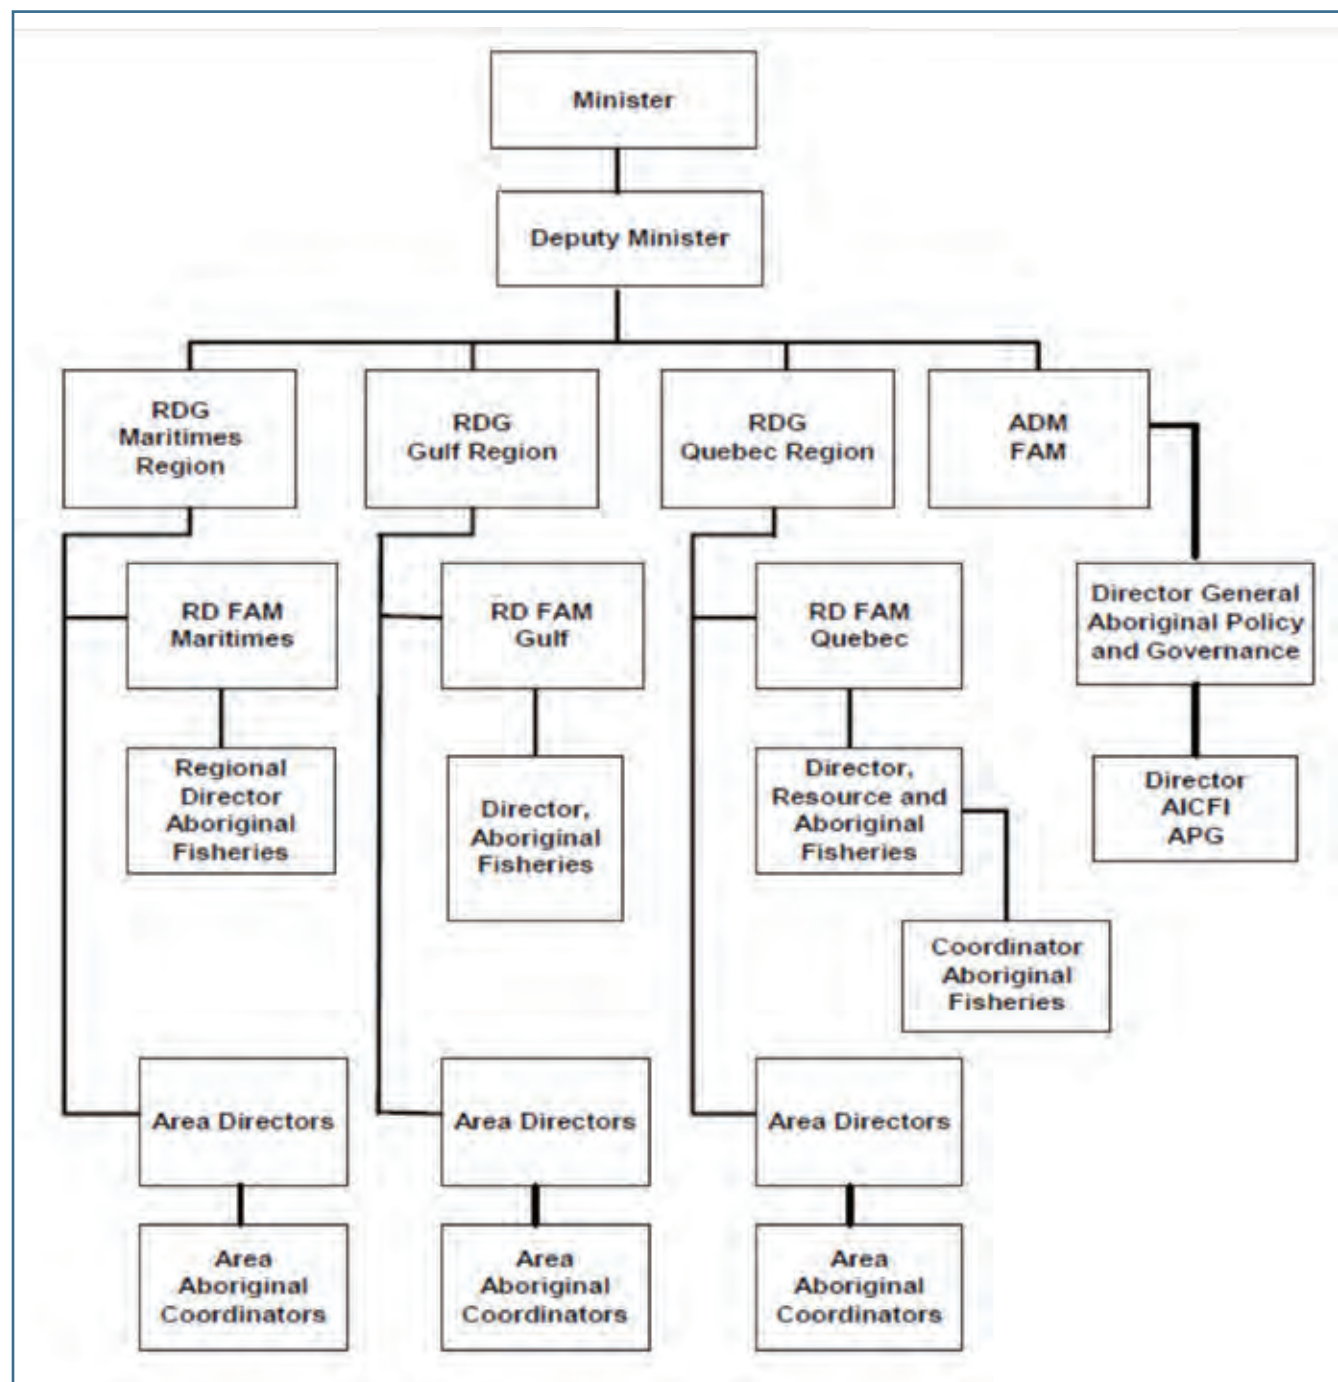 Minister
Deputy Minister
RDG
Maritimes
Region
RDG
Gulf Region
RDG
Quebec Region
ADM
FAM
RD FAM
Maritimes
RD FAM
Gulf
RD FAM
Quebec
Director General
Aboriginal Policy
and Governance
Regional
Director
Aboriginal
Fisheries
Director,
Aboriginal
Fisheries
Director,
Resource and
Aboriginal
Fisheries
Director
AICFI
APG
Coordinator
Aboriginal
Fisheries
Area Directors
Area Directors
Area Directors
Area
Aboriginal
Coordinators
Area
Aboriginal
Coordinators
Area
Aboriginal
Coordinators